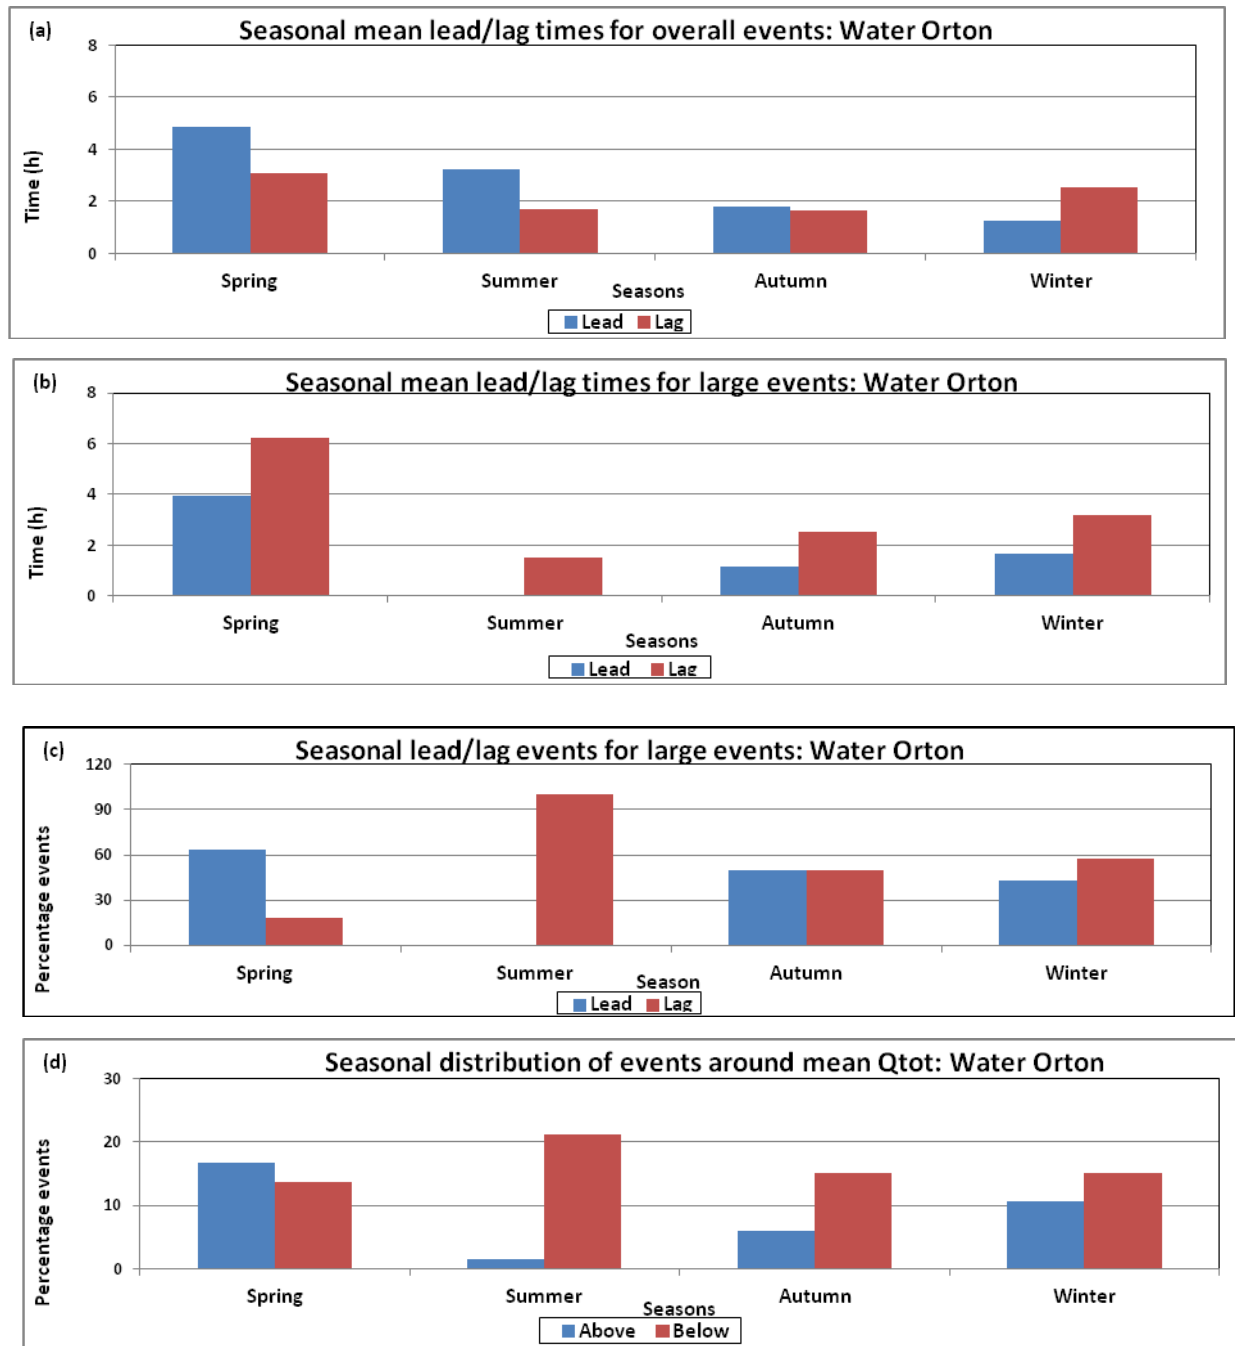 (a)
Seasonal mean lead/lag times for overall events: Water Orton
8
6
4
2
0
Time (h)
Spring Summer Autumn Winter
Seasons
Lead Lag
(b)
Seasonal mean lead/lag times for large events: Water Orton
8
6
4
2
0
Time (h)
Spring Summer Autumn Winter
Seasons
Lead Lag
(c)
Seasonal lead/lag events for large events: Water Orton
120
90
60
30
0
Percentage events
Spring Summer Autumn Winter
Season
Lead Lag
(d)
Seasonal distribution of events around mean Qtot: Water Orton
30
20
10
0
Percentage events
Spring Summer Autumn Winter
Seasons
Above Below